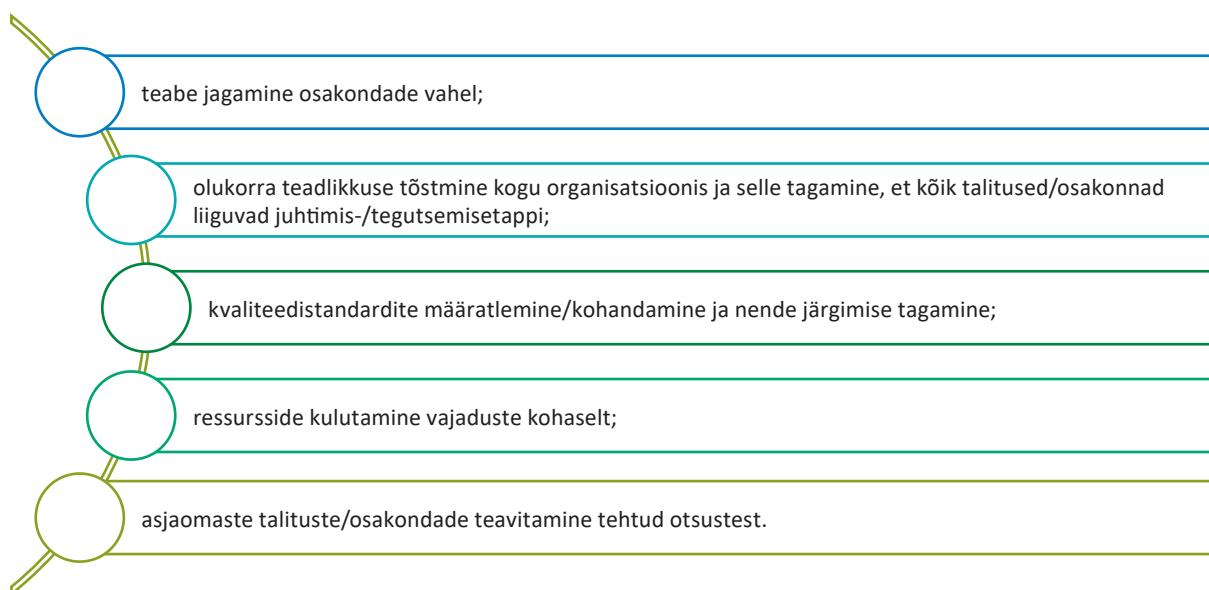 teabe jagamine osakondade vahel;
olukorra teadlikkuse tõstmine kogu organisatsioonis ja selle tagamine, et kõik talitused/osakonnad
liiguvad juhtimis-/tegutsemisetappi;
kvaliteedistandardite määratlemine/kohandamine ja nende järgimise tagamine;
ressursside kulutamine vajaduste kohaselt;
asjaomaste talituste/osakondade teavitamine tehtud otsustest.